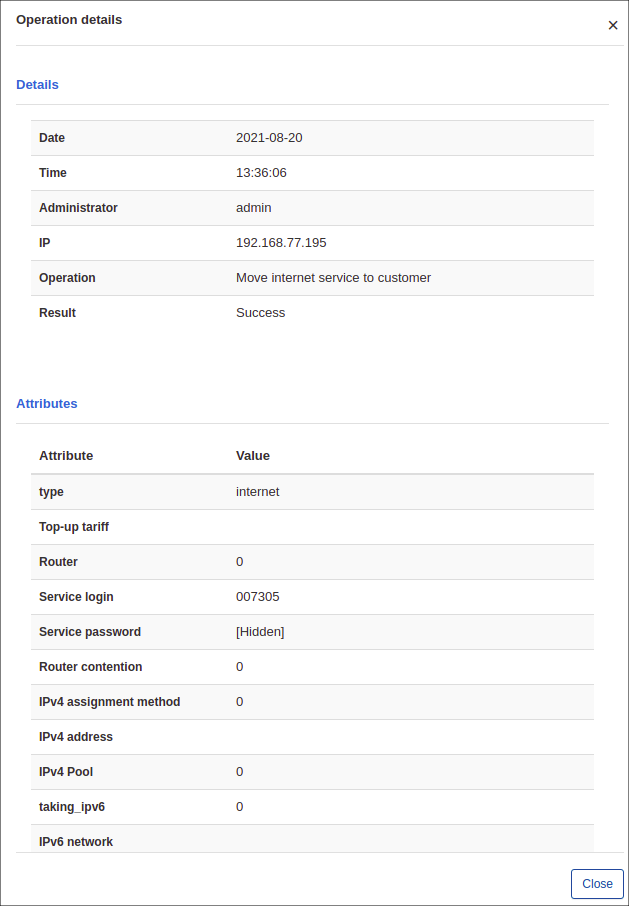 Operation details
×
Details
Date 2021-08-20
Time 13:36:06
Administrator admin
IP 192.168.77.195
Operation Move internet service to customer
Result Success
Attributes
Attribute Value
type internet
Top-up tariff
Router 0
Service login 007305
Service password [Hidden]
Router contention 0
IPv4 assignment method 0
IPv4 address
IPv4 Pool 0
taking_ipv6 0
IPv6 network
Close